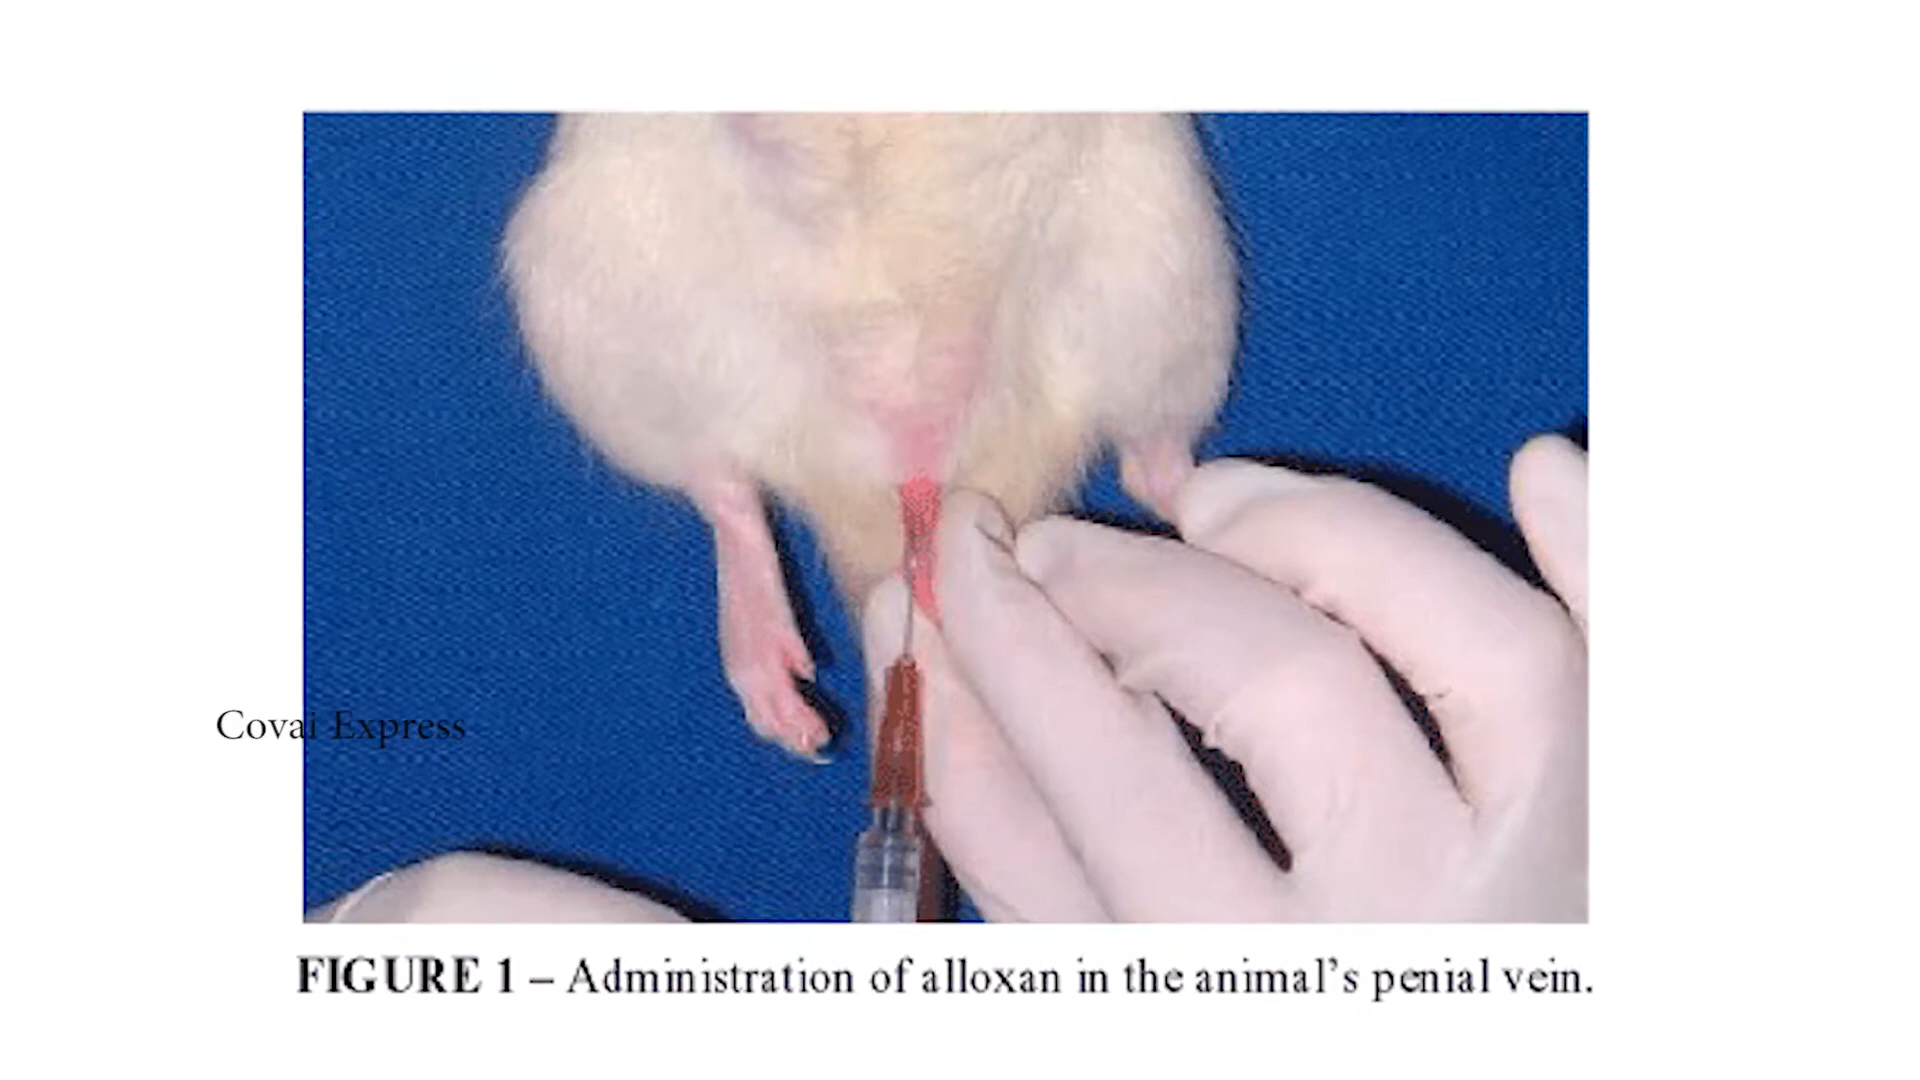 Covai Express
FIGURE 1 – Administration of alloxan in the animal's penial vein.